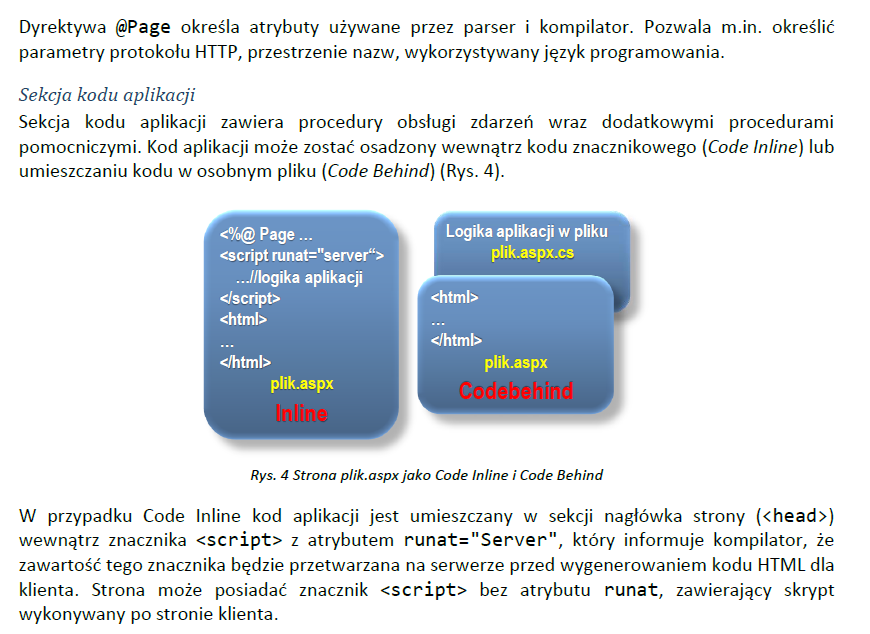 Dyrektywa @Page określa atrybuty używane przez parser i kompilator. Pozwala m.in. określić
parametry protokołu HTTP, przestrzenie nazw, wykorzystywany język programowania.
Sekcja kodu aplikacji
Sekcja kodu aplikacji zawiera procedury obsługi zdarzeń wraz dodatkowymi procedurami
pomocniczymi. Kod aplikacji może zostać osadzony wewnątrz kodu znacznikowego (Code Inline) lub
umieszczaniu kodu w osobnym pliku (Code Behind) (Rys. 4).
<%@ Page ...
<script runat="server“>
...//logika aplikacji
</script>
<html>
...
</html>
plik.aspx
Inline
Logika aplikacji w pliku
plik.aspx.cs
<html>
...
</html>
plik.aspx
Codebehind
Rys. 4 Strona plik.aspx jako Code Inline i Code Behind
W przypadku Code Inline kod aplikacji jest umieszczany w sekcji nagłówka strony (<head>)
wewnątrz znacznika <script> z atrybutem runat="Server", który informuje kompilator, że
zawartość tego znacznika będzie przetwarzana na serwerze przed wygenerowaniem kodu HTML dla
klienta. Strona może posiadać znacznik <script> bez atrybutu runat, zawierający skrypt
wykonywany po stronie klienta.